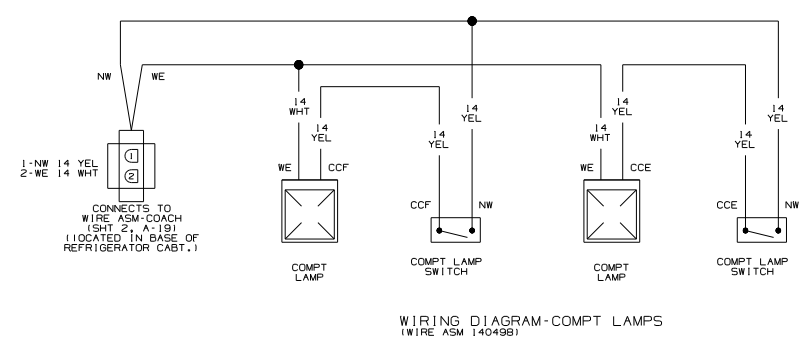 NW
WE
14
WHT
14
YEL
14
YEL
14
YEL
14
WHT
14
YEL
14
YEL
14
YEL
1
2
1-NW 14 YEL
2-WE 14 WHT
WE
CCF
CCF
NW
WE
CCE
CCE
NW
CONNECTS TO
WIRE ASM-COACH
(SHT 2, A-19)
(LOCATED IN BASE OF
REFRIGERATOR CABT.)
COMPT
LAMP
COMPT LAMP
SWITCH
COMPT
LAMP
COMPT LAMP
SWITCH
WIRING DIAGRAM-COMPT LAMPS
(WIRE ASM 140498)